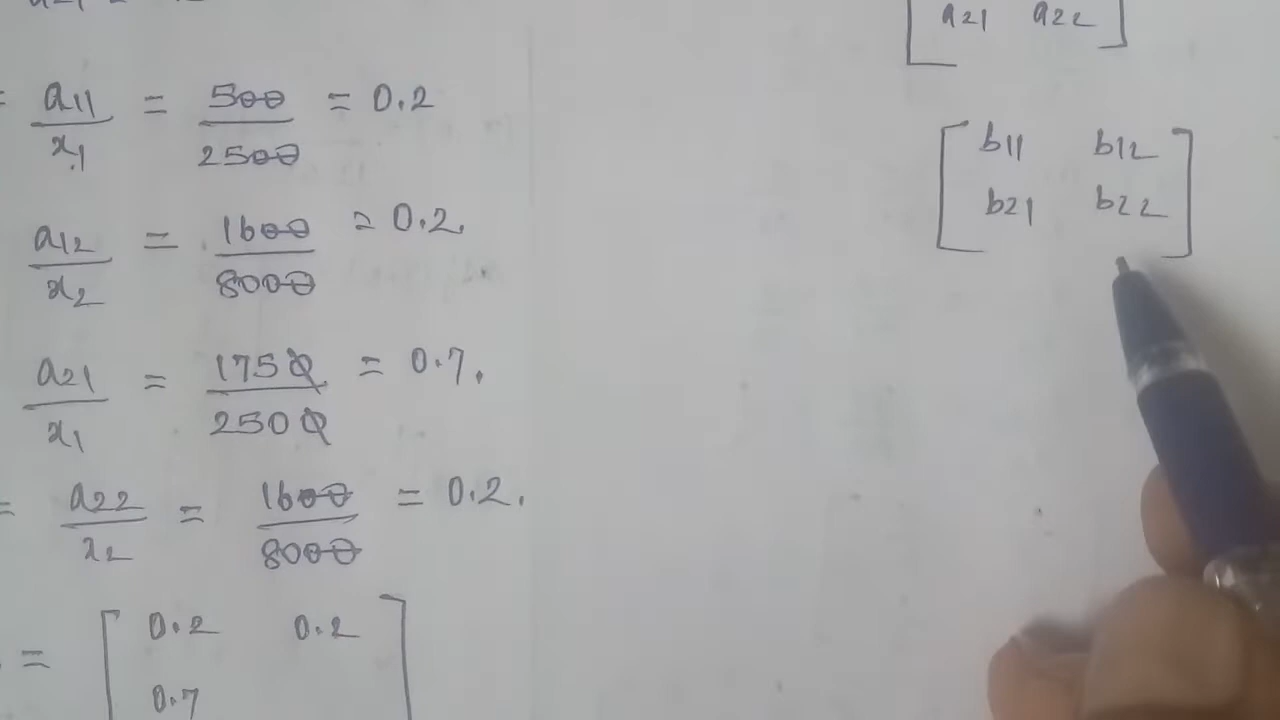 = a11/x1 = 500/2500 = 0.2
a12/x2 = 1600/8000 = 0.2.
a21/x1 = 1750/2500 = 0.7.
= a22/x2 = 1600/8000 = 0.2.
= [ 0.2 0.2
0.7 ]
a21 a22 ]
[ b11 b12
b21 b22 ]